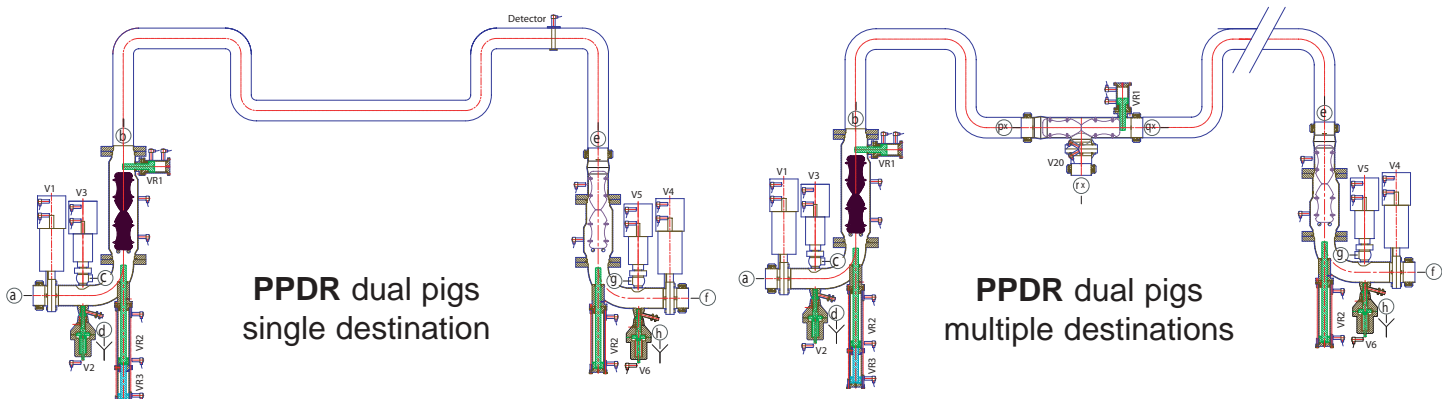 Detector
b
e
VR1
V1
V3
V5
V4
c
g
a
f
d
h
VR2
V2
VR3
VR2
V6
PPDR dual pigs
single destination
b
VR1
px
qx
e
VR1
V20
rx
V1
V3
V5
V4
c
g
a
f
d
h
VR2
V2
VR3
VR2
V6
PPDR dual pigs
multiple destinations